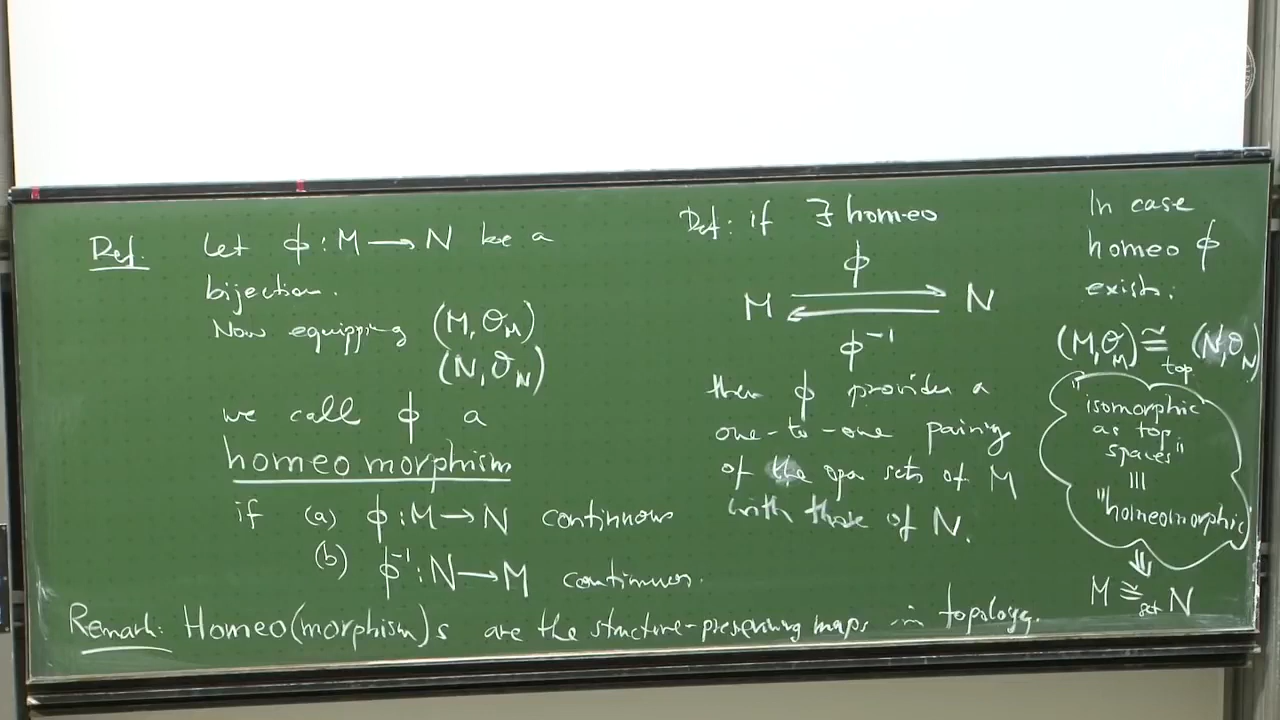 Def. Let ϕ : M → N be a
bijection.
Now equipping (M, O_M)
(N, O_N)
we call ϕ a
homeomorphism
if (a) ϕ : M → N continuous
(b) ϕ⁻¹ : N → M continuous.
Remark: Homeo(morphism)s are the structure-preserving maps in topology.
Def: if ∃ homeo
ϕ
M ⇄ N
ϕ⁻¹
then ϕ provides a
one-to-one pairing
of the open sets of M
with those of N.
In case
homeo ϕ
exists:
(M, O_M) ≅_top (N, O_N)
"isomorphic
as top.
spaces"
|||
"homeomorphic
⇓
M ≅_set N